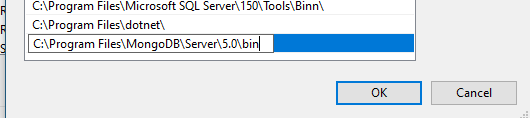 C:\Program Files\Microsoft SQL Server\150\Tools\Binn\
C:\Program Files\dotnet\
C:\Program Files\MongoDB\Server\5.0\bin
OK
Cancel